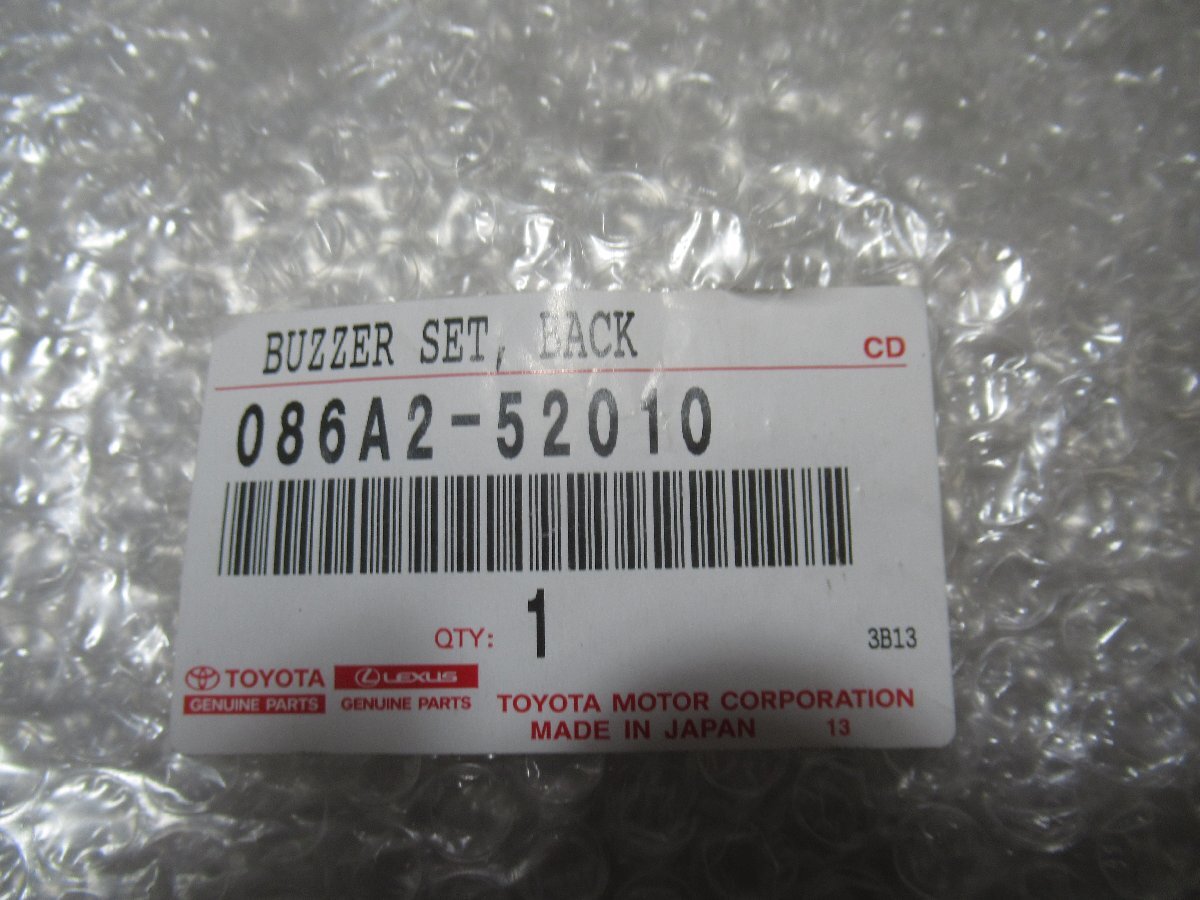 BUZZER SET, BACK CD
086A2-52010
QTY: 1 3B13
TOYOTA LEXUS
GENUINE PARTS GENUINE PARTS TOYOTA MOTOR CORPORATION
MADE IN JAPAN 13